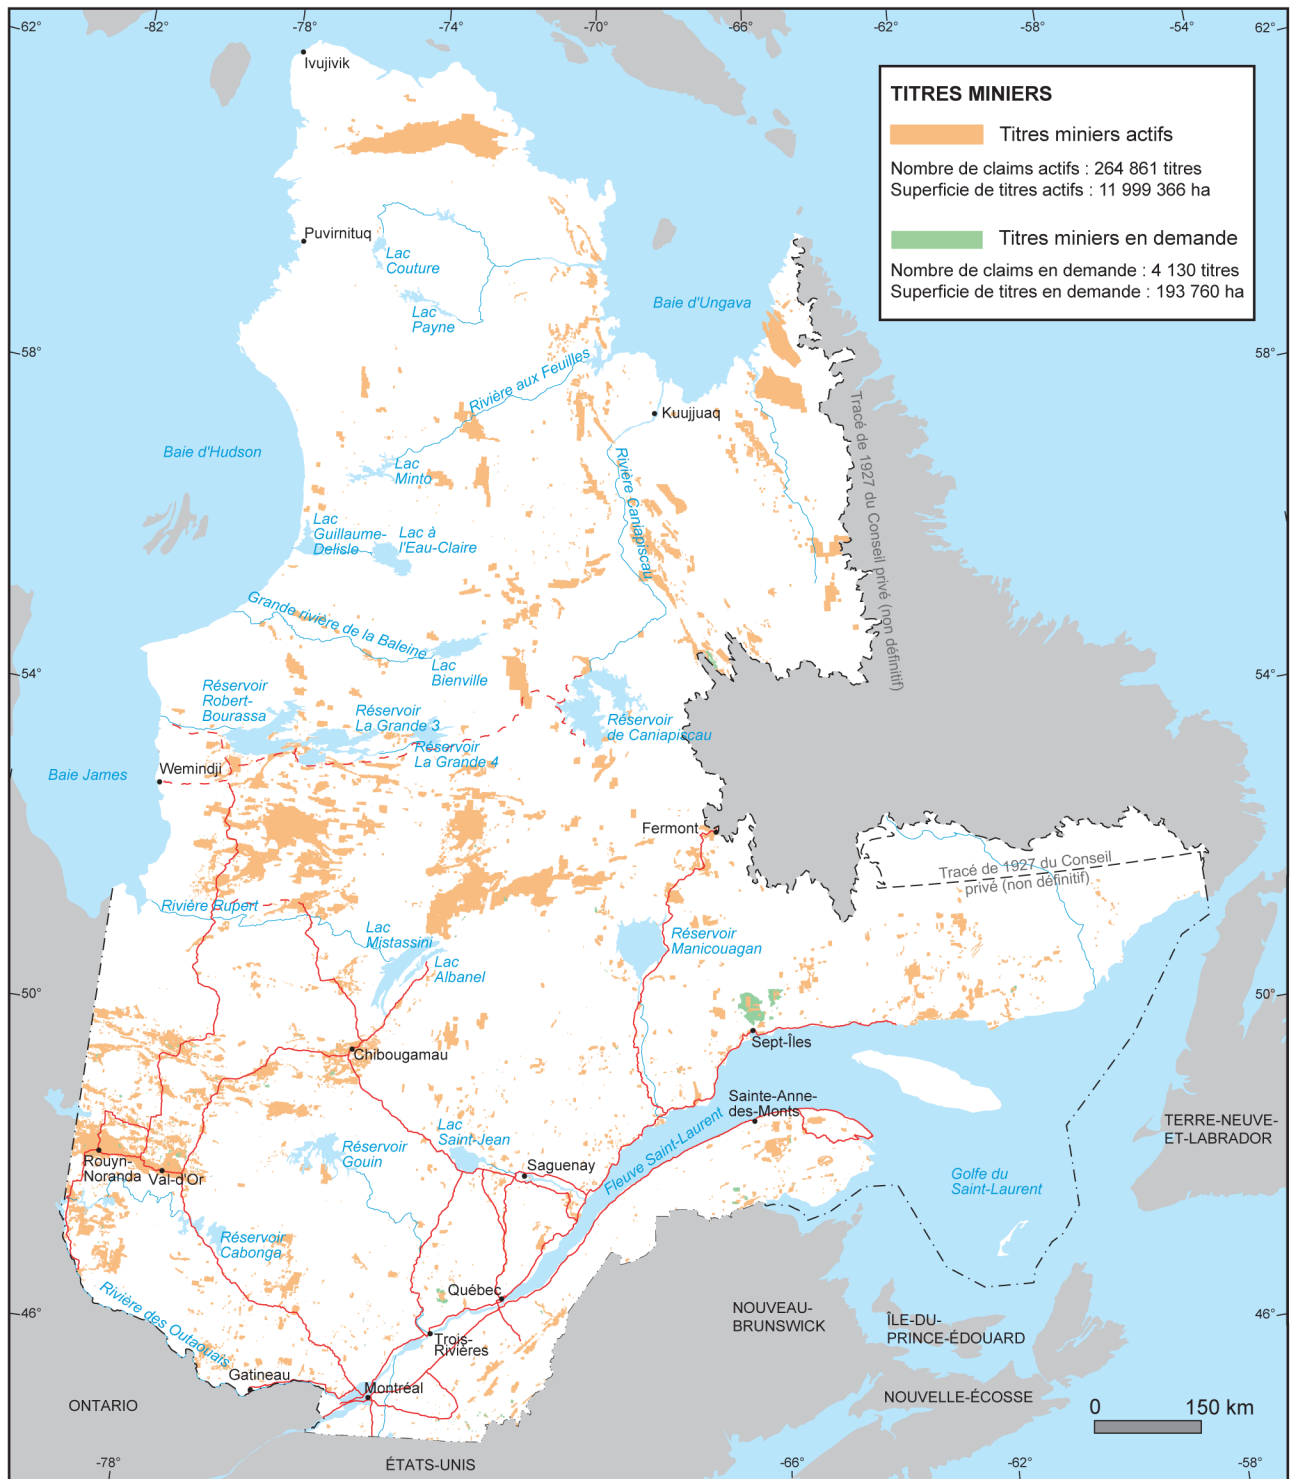 -82°
-78°
-74°
-70°
-66°
-62°
-58°
-54°
62°
62°
Ivujivik
TITRES MINIERS
Titres miniers actifs
Nombre de claims actifs : 264 861 titres
Superficie de titres actifs : 11 999 366 ha
Titres miniers en demande
Nombre de claims en demande : 4 130 titres
Superficie de titres en demande : 193 760 ha
Puvirnituq
Lac
Couture
Lac
Payne
Baie d'Ungava
58°
58°
Rivière aux Feuilles
Kuujjuaq
Tracé de 1927 du Conseil privé (non définitif)
Baie d'Hudson
Lac
Minto
Rivière Caniapiscau
Lac
Guillaume-
Delisle
Lac à
l'Eau-Claire
Grande rivière de la Baleine
Lac
Bienville
54°
54°
Réservoir
Robert-
Bourassa
Réservoir
La Grande 3
Réservoir
La Grande 4
Réservoir
de Caniapiscau
Baie James
Wemindji
Fermont
Tracé de 1927 du Conseil
privé (non définitif)
Rivière Rupert
Lac
Mistassini
Lac
Albanel
Réservoir
Manicouagan
50°
50°
Sept-Îles
Chibougamau
Sainte-Anne-
des-Monts
TERRE-NEUVE-
ET-LABRADOR
Lac
Saint-Jean
Réservoir
Gouin
Fleuve Saint-Laurent
Rouyn-
Noranda
Val-d'Or
Saguenay
Golfe du
Saint-Laurent
Réservoir
Cabonga
Québec
46°
46°
Rivière des Outaouais
NOUVEAU-
BRUNSWICK
ÎLE-DU-
PRINCE-ÉDOUARD
Trois-
Rivières
Gatineau
Montréal
NOUVELLE-ÉCOSSE
ONTARIO
0
150 km
ÉTATS-UNIS
-78°
-66°
-62°
-58°